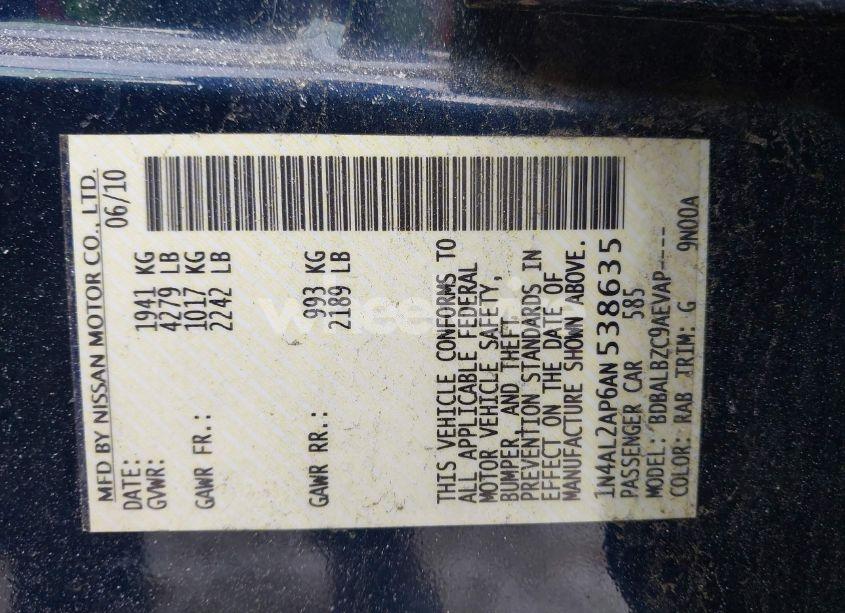 MFD BY NISSAN MOTOR CO., LTD.
DATE: 06/10
GVWR: 1941 KG
4279 LB
GAWR FR.: 1017 KG
2242 LB
GAWR RR.: 993 KG
2189 LB
THIS VEHICLE CONFORMS TO
ALL APPLICABLE FEDERAL
MOTOR VEHICLE SAFETY,
BUMPER, AND THEFT
PREVENTION STANDARDS IN
EFFECT ON THE DATE OF
MANUFACTURE SHOWN ABOVE.
1N4AL2AP6AN538635
PASSENGER CAR 585
MODEL: BDBALBZC9AEVAP----
COLOR: RAB TRIM: G 9N00A